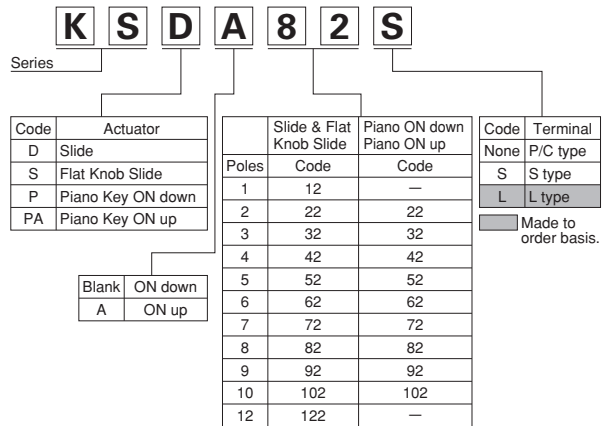 K S D A 8 2 S
Series
Code Actuator
D Slide
S Flat Knob Slide
P Piano Key ON down
PA Piano Key ON up
Blank ON down
A ON up
Slide & Flat Knob Slide Piano ON down Piano ON up
Poles Code Code
1 12 —
2 22 22
3 32 32
4 42 42
5 52 52
6 62 62
7 72 72
8 82 82
9 92 92
10 102 102
12 122 —
Code Terminal
None P/C type
S S type
L L type
Made to
order basis.